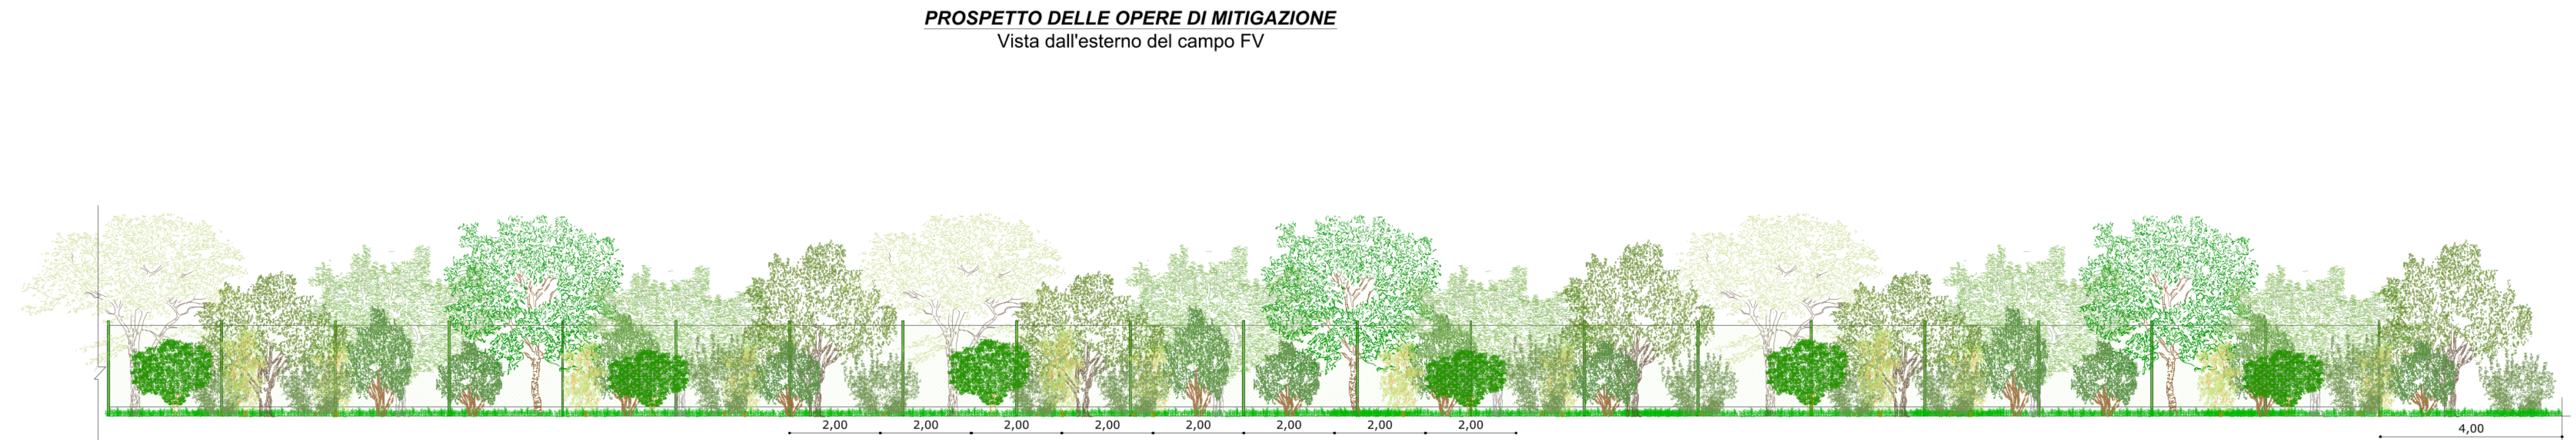 PROSPETTO DELLE OPERE DI MITIGAZIONE
Vista dall'esterno del campo FV
2,00 2,00 2,00 2,00 2,00 2,00 2,00 2,00
4,00